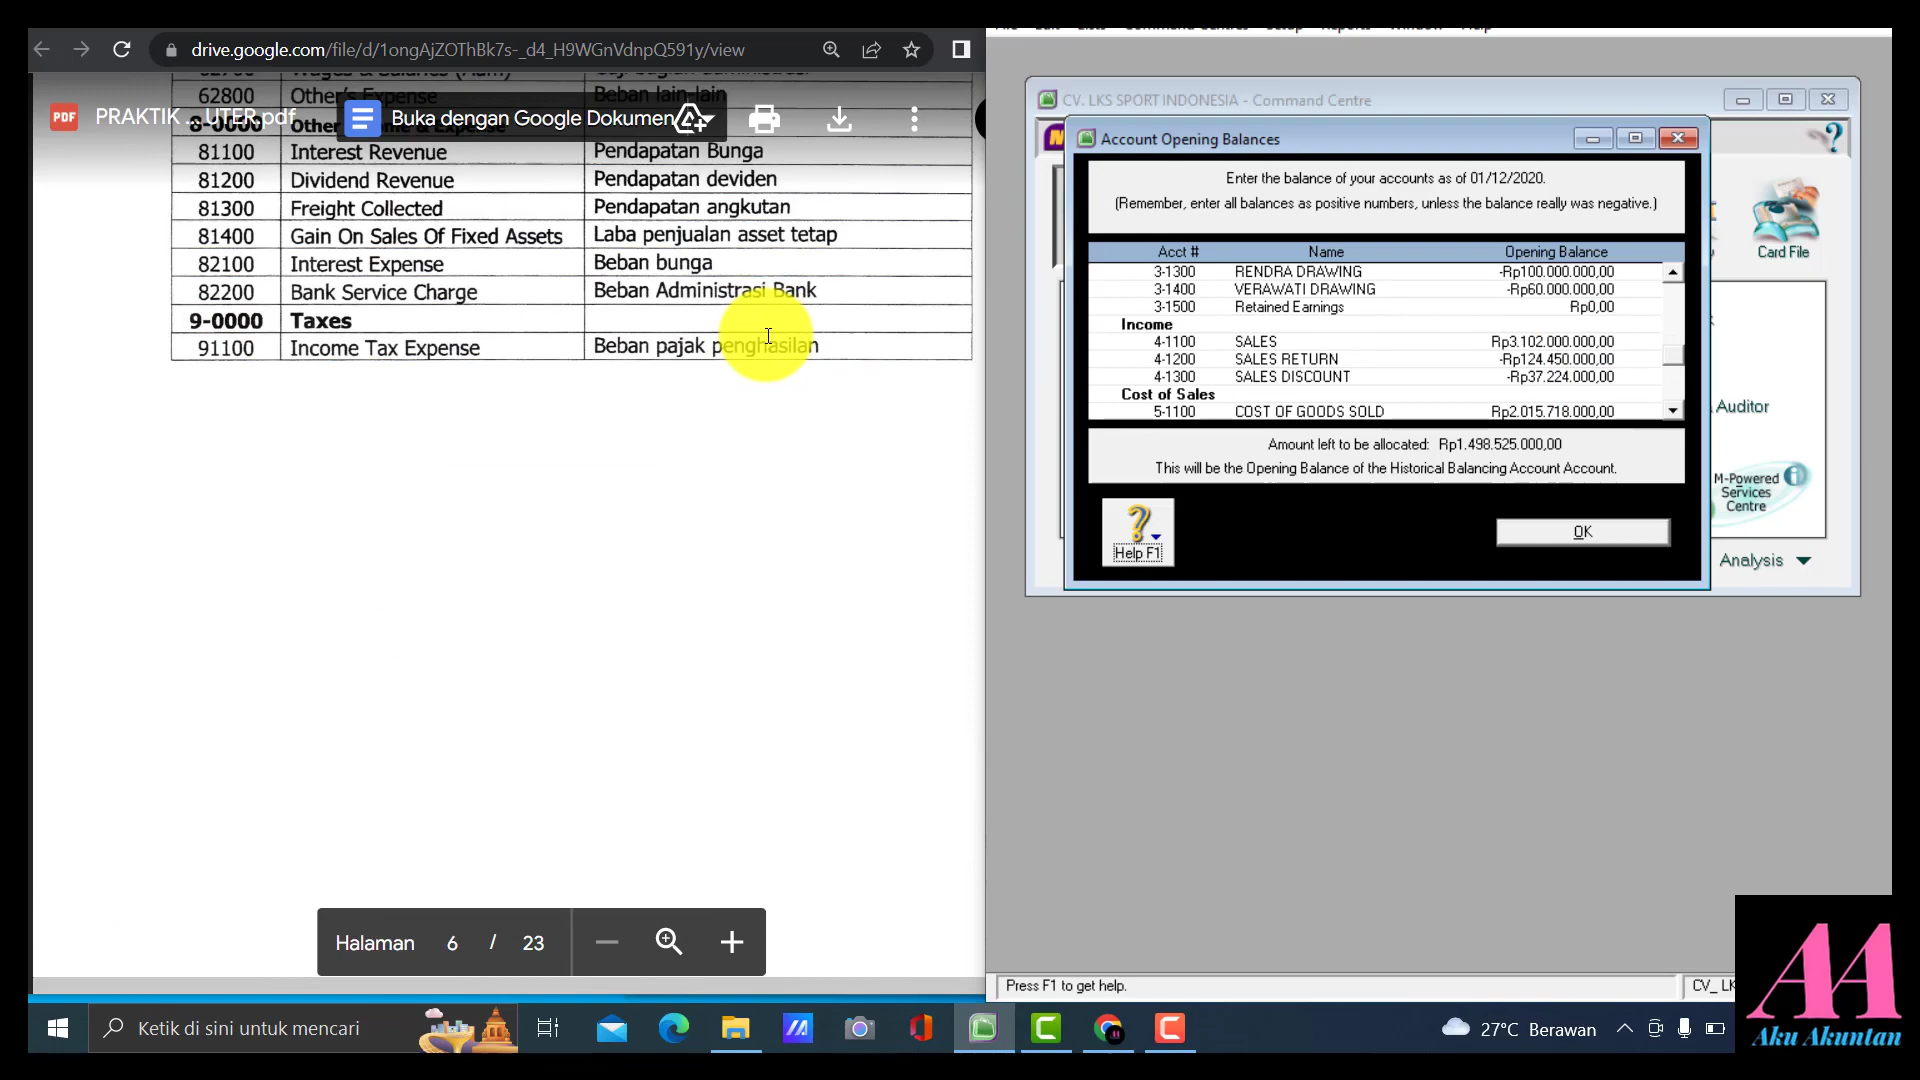 drive.google.com/file/d/1ongAjZOThBk7s-_d4_H9WGnVdnpQ591y/view
PRAKTIK ... UTER.pdf
Buka dengan Google Dokumen
62800 Other's Expense Beban lain-lain
81100 Interest Revenue Pendapatan Bunga
81200 Dividend Revenue Pendapatan deviden
81300 Freight Collected Pendapatan angkutan
81400 Gain On Sales Of Fixed Assets Laba penjualan asset tetap
82100 Interest Expense Beban bunga
82200 Bank Service Charge Beban Administrasi Bank
9-0000 Taxes
91100 Income Tax Expense Beban pajak penghasilan
Halaman 6 / 23
CV. LKS SPORT INDONESIA - Command Centre
Account Opening Balances
Enter the balance of your accounts as of 01/12/2020.
(Remember, enter all balances as positive numbers, unless the balance really was negative.)
Acct # Name Opening Balance
3-1300 RENDRA DRAWING -Rp100.000.000,00
3-1400 VERAWATI DRAWING -Rp60.000.000,00
3-1500 Retained Earnings Rp0,00
Income
4-1100 SALES Rp3.102.000.000,00
4-1200 SALES RETURN -Rp124.450.000,00
4-1300 SALES DISCOUNT -Rp37.224.000,00
Cost of Sales
5-1100 COST OF GOODS SOLD Rp2.015.718.000,00
Amount left to be allocated: Rp1.498.525.000,00
This will be the Opening Balance of the Historical Balancing Account Account.
Help F1
OK
Card File
Auditor
M-Powered
Services
Centre
Analysis
Press F1 to get help.
CV_ LK
Ketik di sini untuk mencari
27°C Berawan
AA
Aku Akuntan